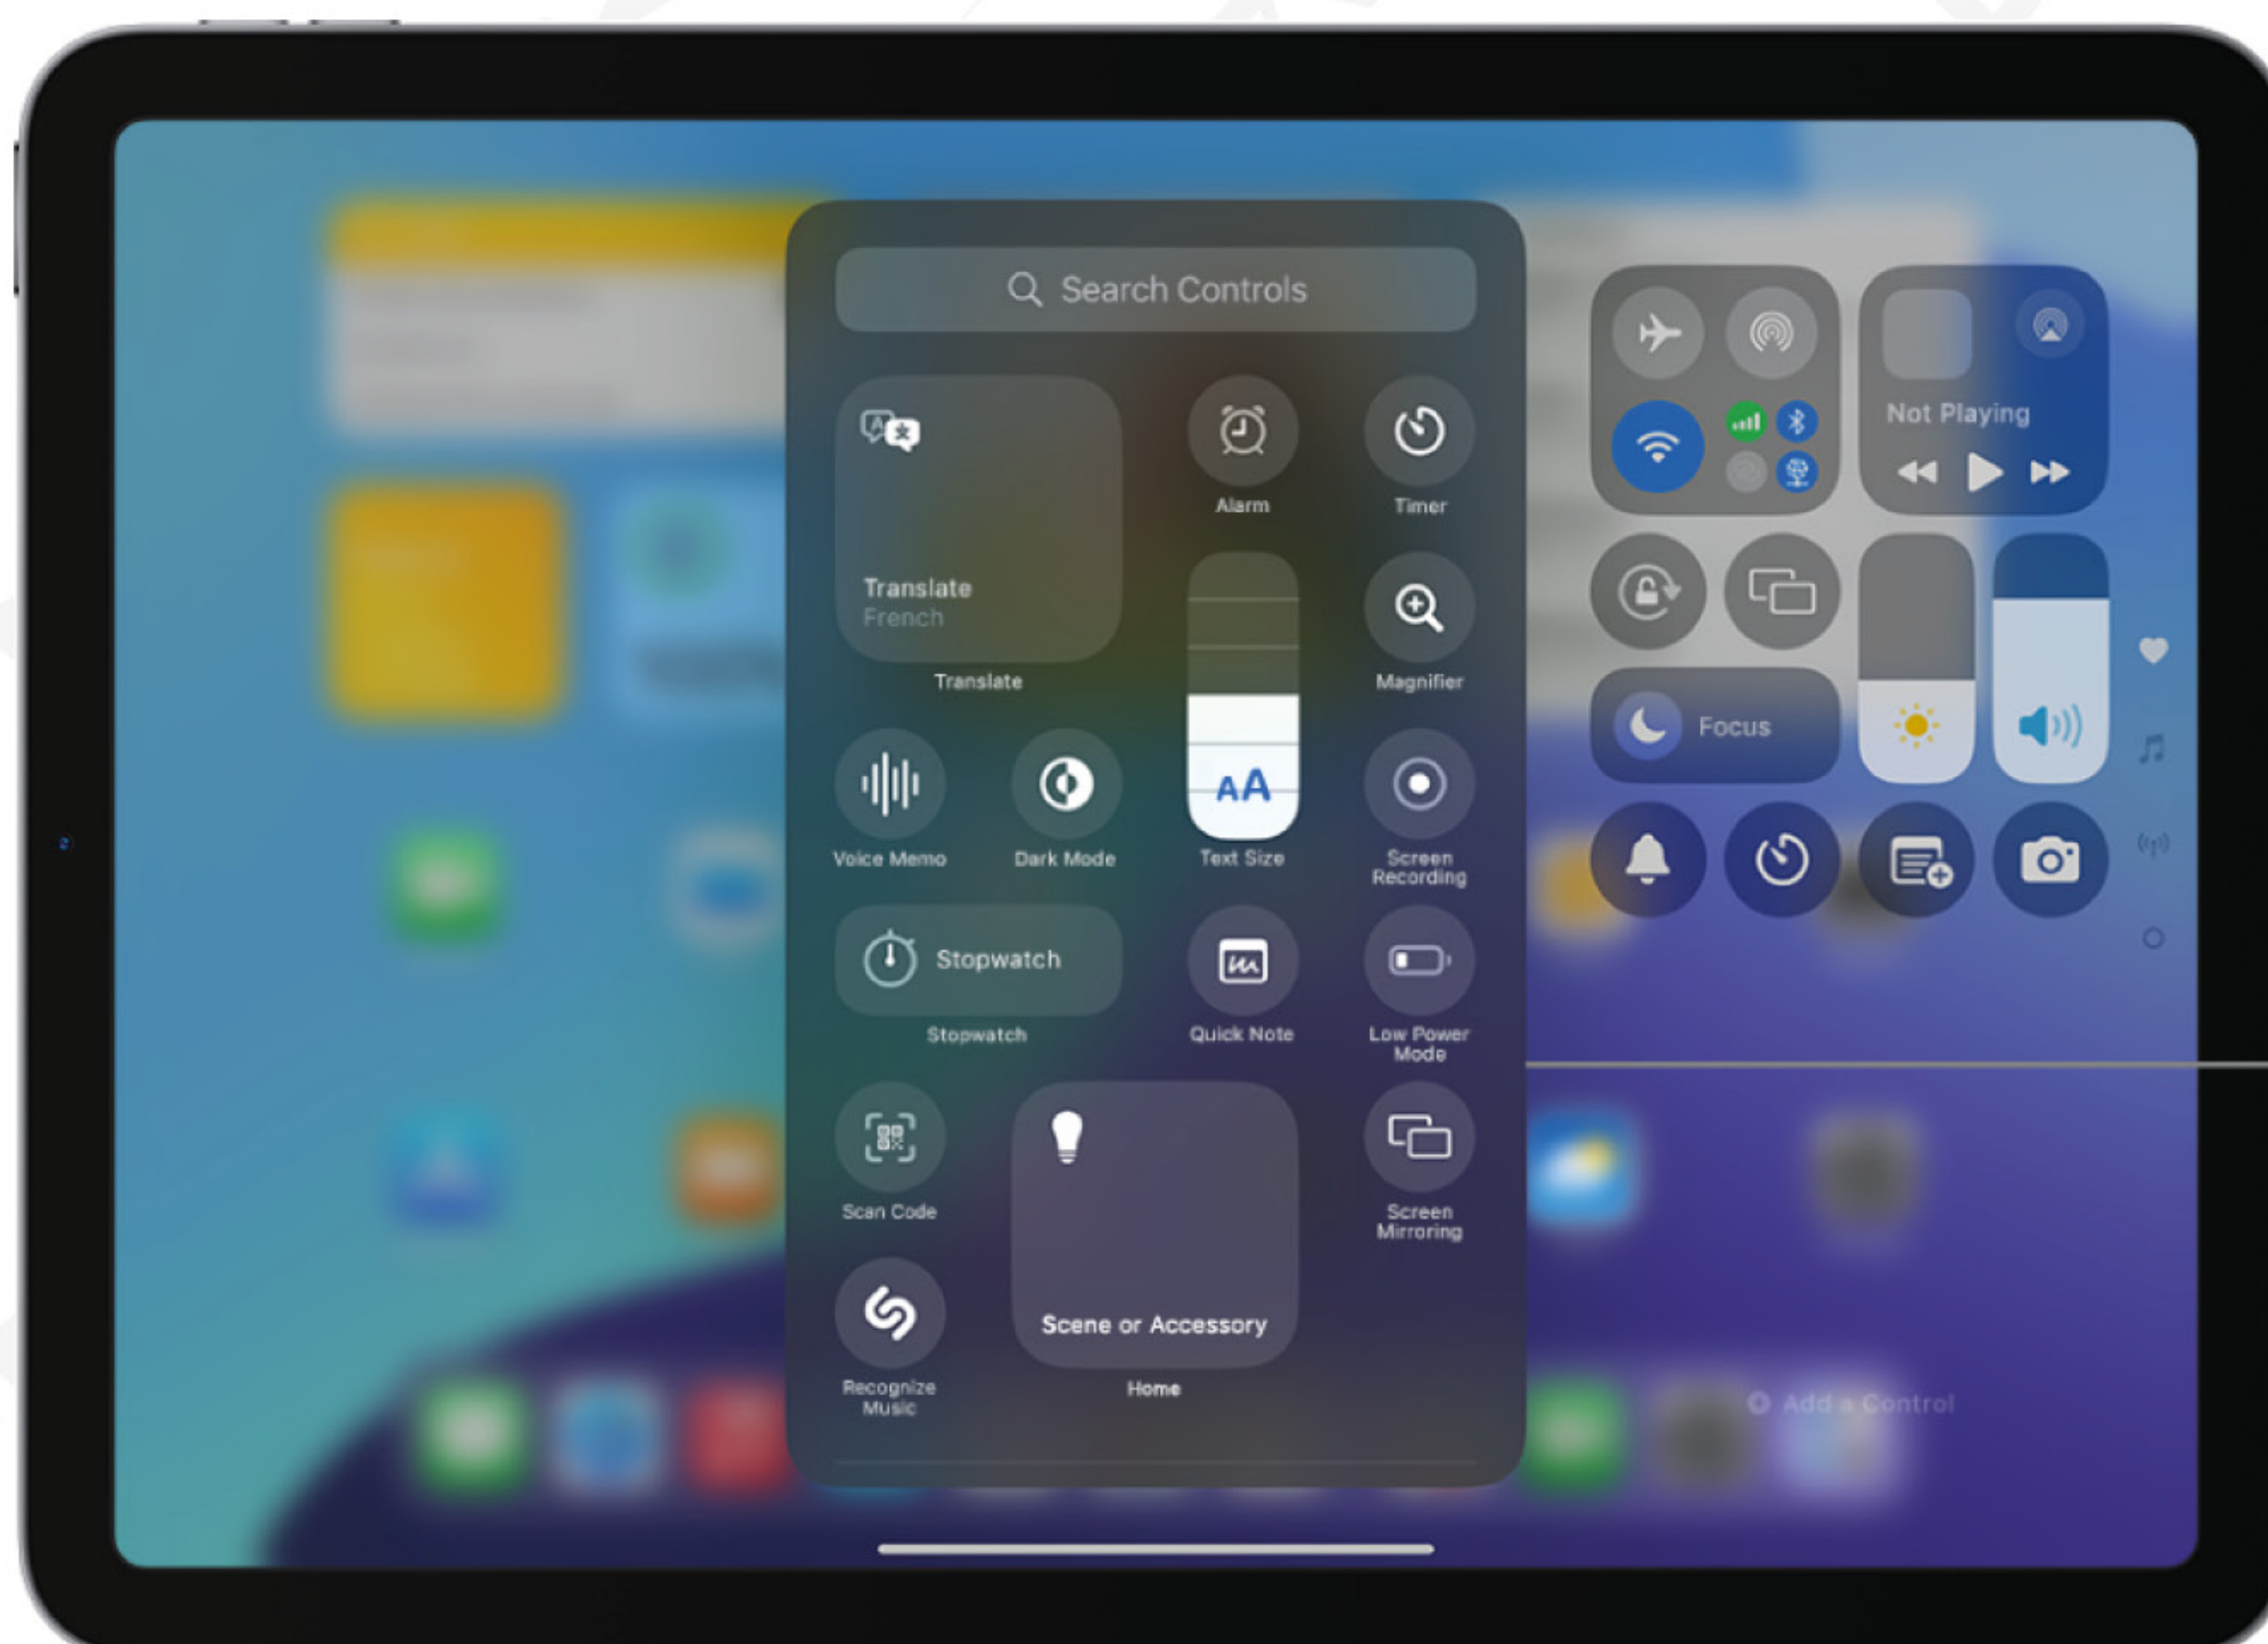 Search Controls
Translate
French
Translate
Alarm
Timer
Magnifier
Voice Memo
Dark Mode
AA
Text Size
Screen
Recording
Stopwatch
Stopwatch
Quick Note
Low Power
Mode
Scan Code
Scene or Accessory
Home
Screen
Mirroring
Recognize
Music
Not Playing
Focus
Add a Control